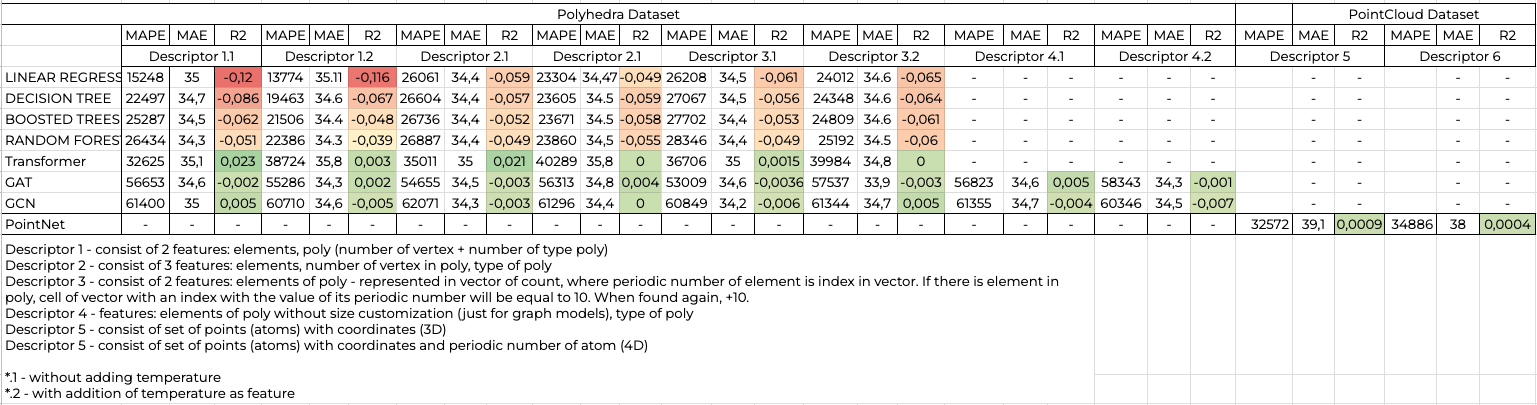 Polyhedra Dataset PointCloud Dataset
MAPE MAE R2 MAPE MAE R2 MAPE MAE R2 MAPE MAE R2 MAPE MAE R2 MAPE MAE R2 MAPE MAE R2 MAPE MAE R2 MAPE MAE R2 MAPE MAE R2
Descriptor 1.1 Descriptor 1.2 Descriptor 2.1 Descriptor 2.1 Descriptor 3.1 Descriptor 3.2 Descriptor 4.1 Descriptor 4.2 Descriptor 5 Descriptor 6
LINEAR REGRESS 15248 35 -0,12 13774 35.11 -0,116 26061 34,4 -0,059 23304 34,47 -0,049 26208 34,5 -0,061 24012 34.6 -0,065 - - - - - - - - - -
DECISION TREE 22497 34,7 -0,086 19463 34.6 -0,067 26604 34,4 -0,057 23605 34.5 -0,059 27067 34,5 -0,056 24348 34.6 -0,064 - - - - - - - - - -
BOOSTED TREES 25287 34,5 -0,062 21506 34.4 -0,048 26736 34,4 -0,052 23671 34.5 -0,058 27702 34,4 -0,053 24809 34.6 -0,061 - - - - - - - - - -
RANDOM FORES 26434 34,3 -0,051 22386 34.3 -0,039 26887 34,4 -0,049 23860 34,5 -0,055 28346 34,4 -0,049 25192 34.5 -0,06 - - - - - - - - - -
Transformer 32625 35,1 0,023 38724 35,8 0,003 35011 35 0,021 40289 35,8 0 36706 35 0,0015 39984 34,8 0 - - - - - - - - - -
GAT 56653 34,6 -0,002 55286 34,3 0,002 54655 34,5 -0,003 56313 34,8 0,004 53009 34,6 -0,0036 57537 33,9 -0,003 56823 34,6 0,005 58343 34,3 -0,001 - - - -
GCN 61400 35 0,005 60710 34,6 -0,005 62071 34,3 -0,003 61296 34,4 0 60849 34,2 -0,006 61344 34,7 0,005 61355 34,7 -0,004 60346 34,5 -0,007 - - - -
PointNet - - - - - - - - - - - - - - - - - - - - - - - - 32572 39,1 0,0009 34886 38 0,0004
Descriptor 1 - consist of 2 features: elements, poly (number of vertex + number of type poly)
Descriptor 2 - consist of 3 features: elements, number of vertex in poly, type of poly
Descriptor 3 - consist of 2 features: elements of poly - represented in vector of count, where periodic number of element is index in vector. If there is element in
poly, cell of vector with an index with the value of its periodic number will be equal to 10. When found again, +10.
Descriptor 4 - features: elements of poly without size customization (just for graph models), type of poly
Descriptor 5 - consist of set of points (atoms) with coordinates (3D)
Descriptor 5 - consist of set of points (atoms) with coordinates and periodic number of atom (4D)
*.1 - without adding temperature
*.2 - with addition of temperature as feature